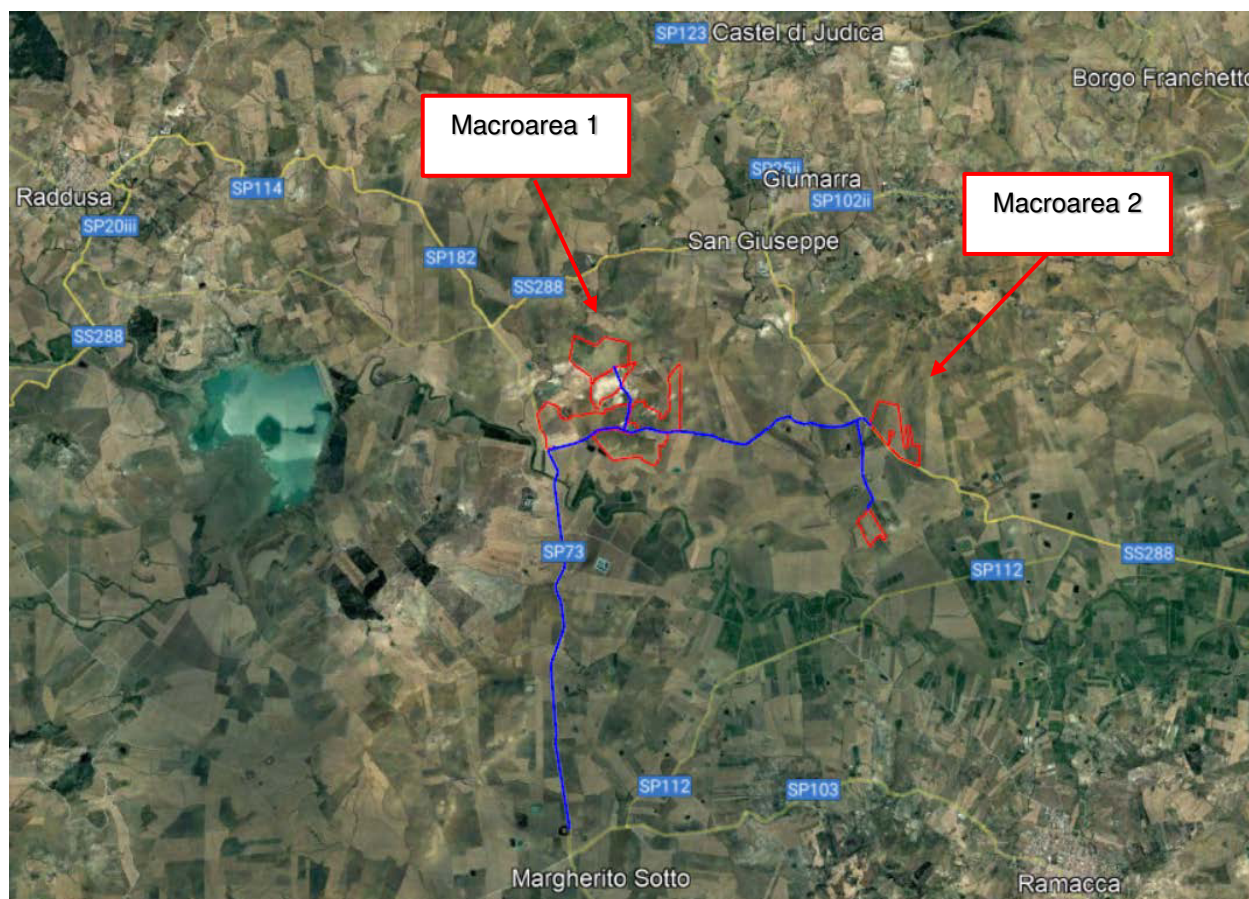 SP123 Castel di Judica
Borgo Franchetto
Macroarea 1
SP25ii
Giumarra
SP114
Raddusa
SP102ii
Macroarea 2
SP20iii
San Giuseppe
SP182
SS288
SS288
SP73
SS288
SP112
SP112
SP103
Margherito Sotto
Ramacca